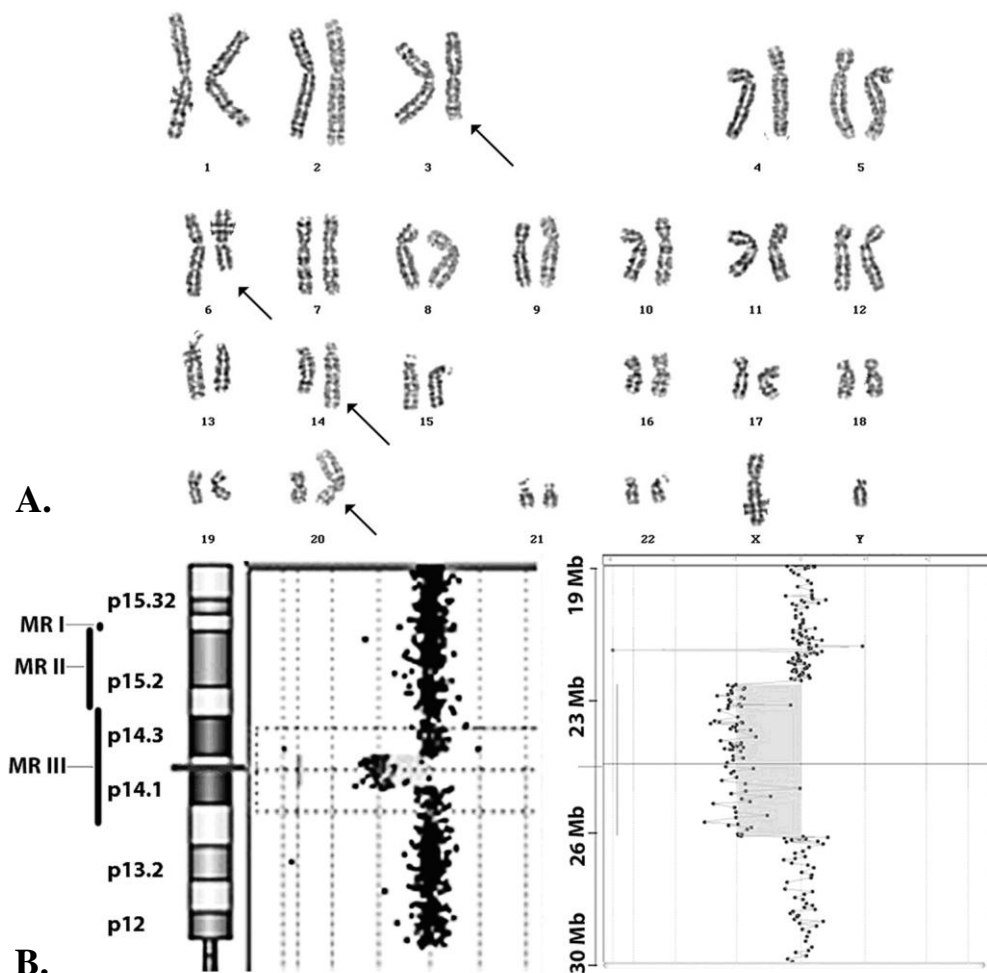 1 2 3 4 5
6 7 8 9 10 11 12
13 14 15 16 17 18
A.
19 20 21 22 X Y
p15.32
MR I
MR II
p15.2
p14.3
MR III
p14.1
p13.2
p12
B.
19 Mb
23 Mb
26 Mb
30 Mb